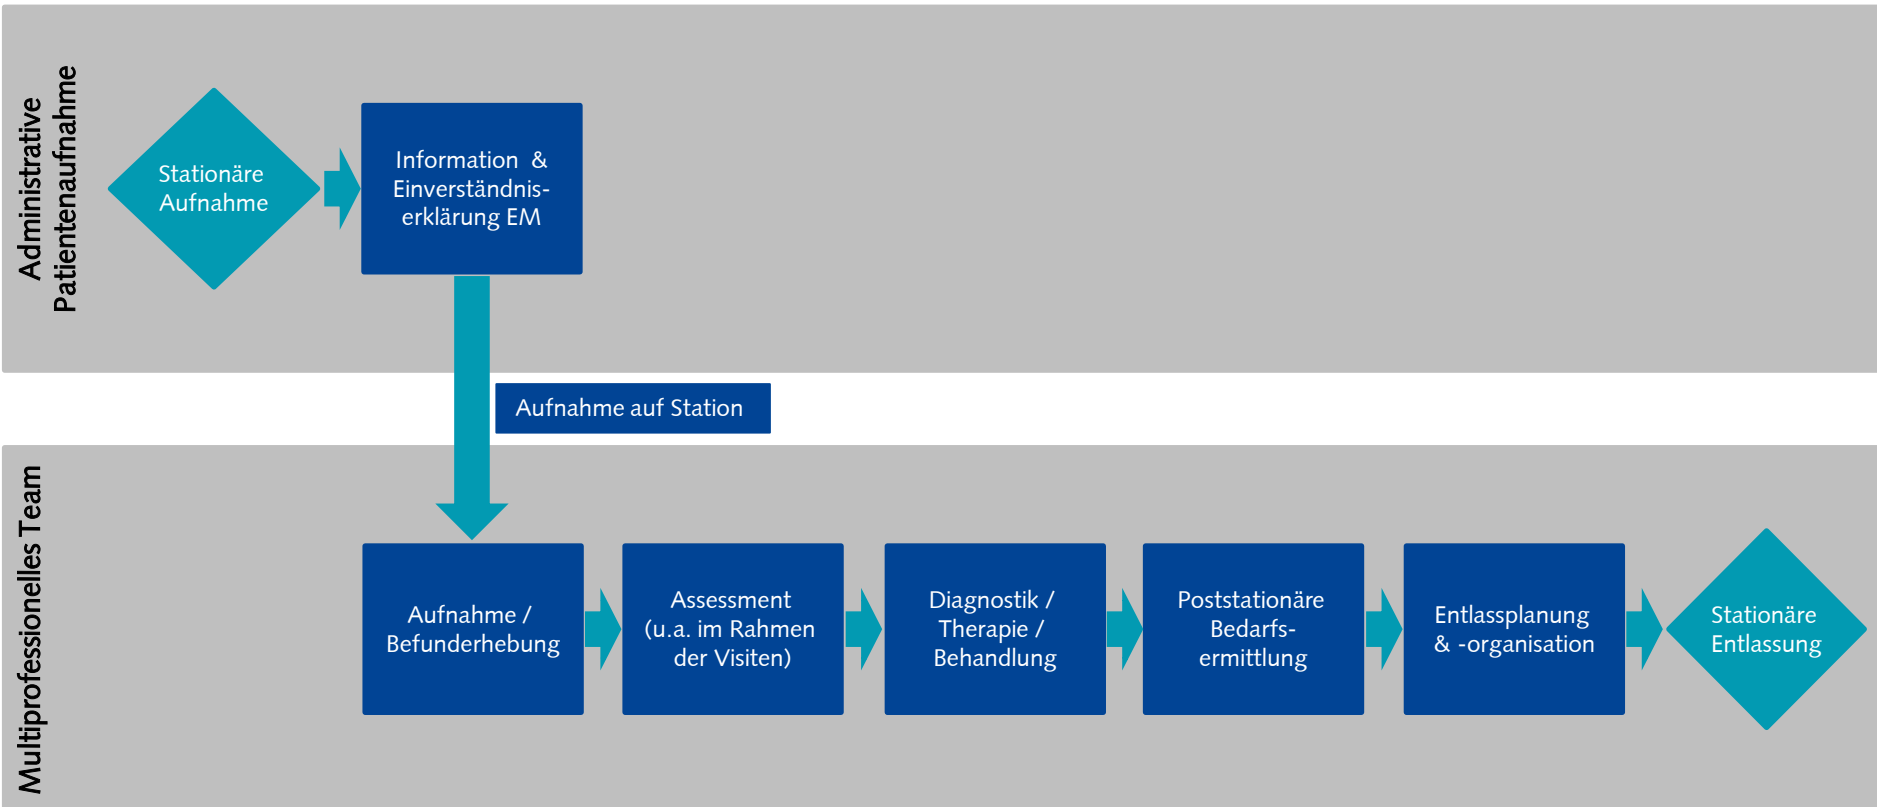 Administrative
Patientenaufnahme
Stationäre
Aufnahme
Information &
Einverständnis-
erklärung EM
Aufnahme auf Station
Multiprofessionelles Team
Aufnahme /
Befunderhebung
Assessment
(u.a. im Rahmen
der Visiten)
Diagnostik /
Therapie /
Behandlung
Poststationäre
Bedarfs-
ermittlung
Entlassplanung
& -organisation
Stationäre
Entlassung